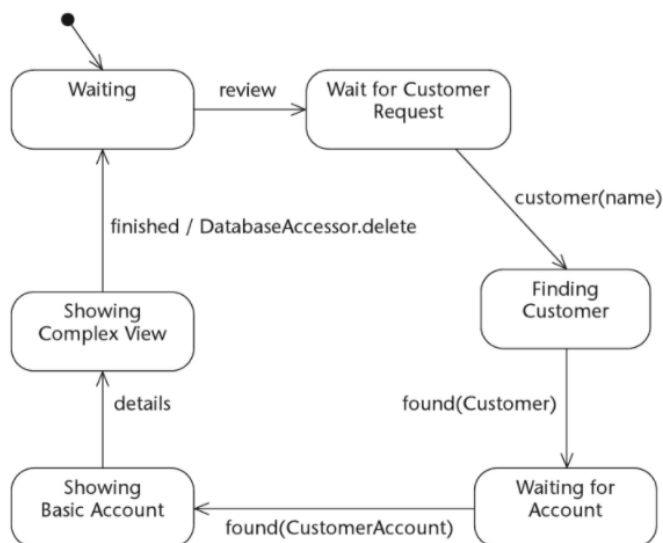 Waiting
review
Wait for Customer
Request
customer(name)
finished / DatabaseAccessor.delete
Showing
Complex View
Finding
Customer
details
found(Customer)
Showing
Basic Account
found(CustomerAccount)
Waiting for
Account